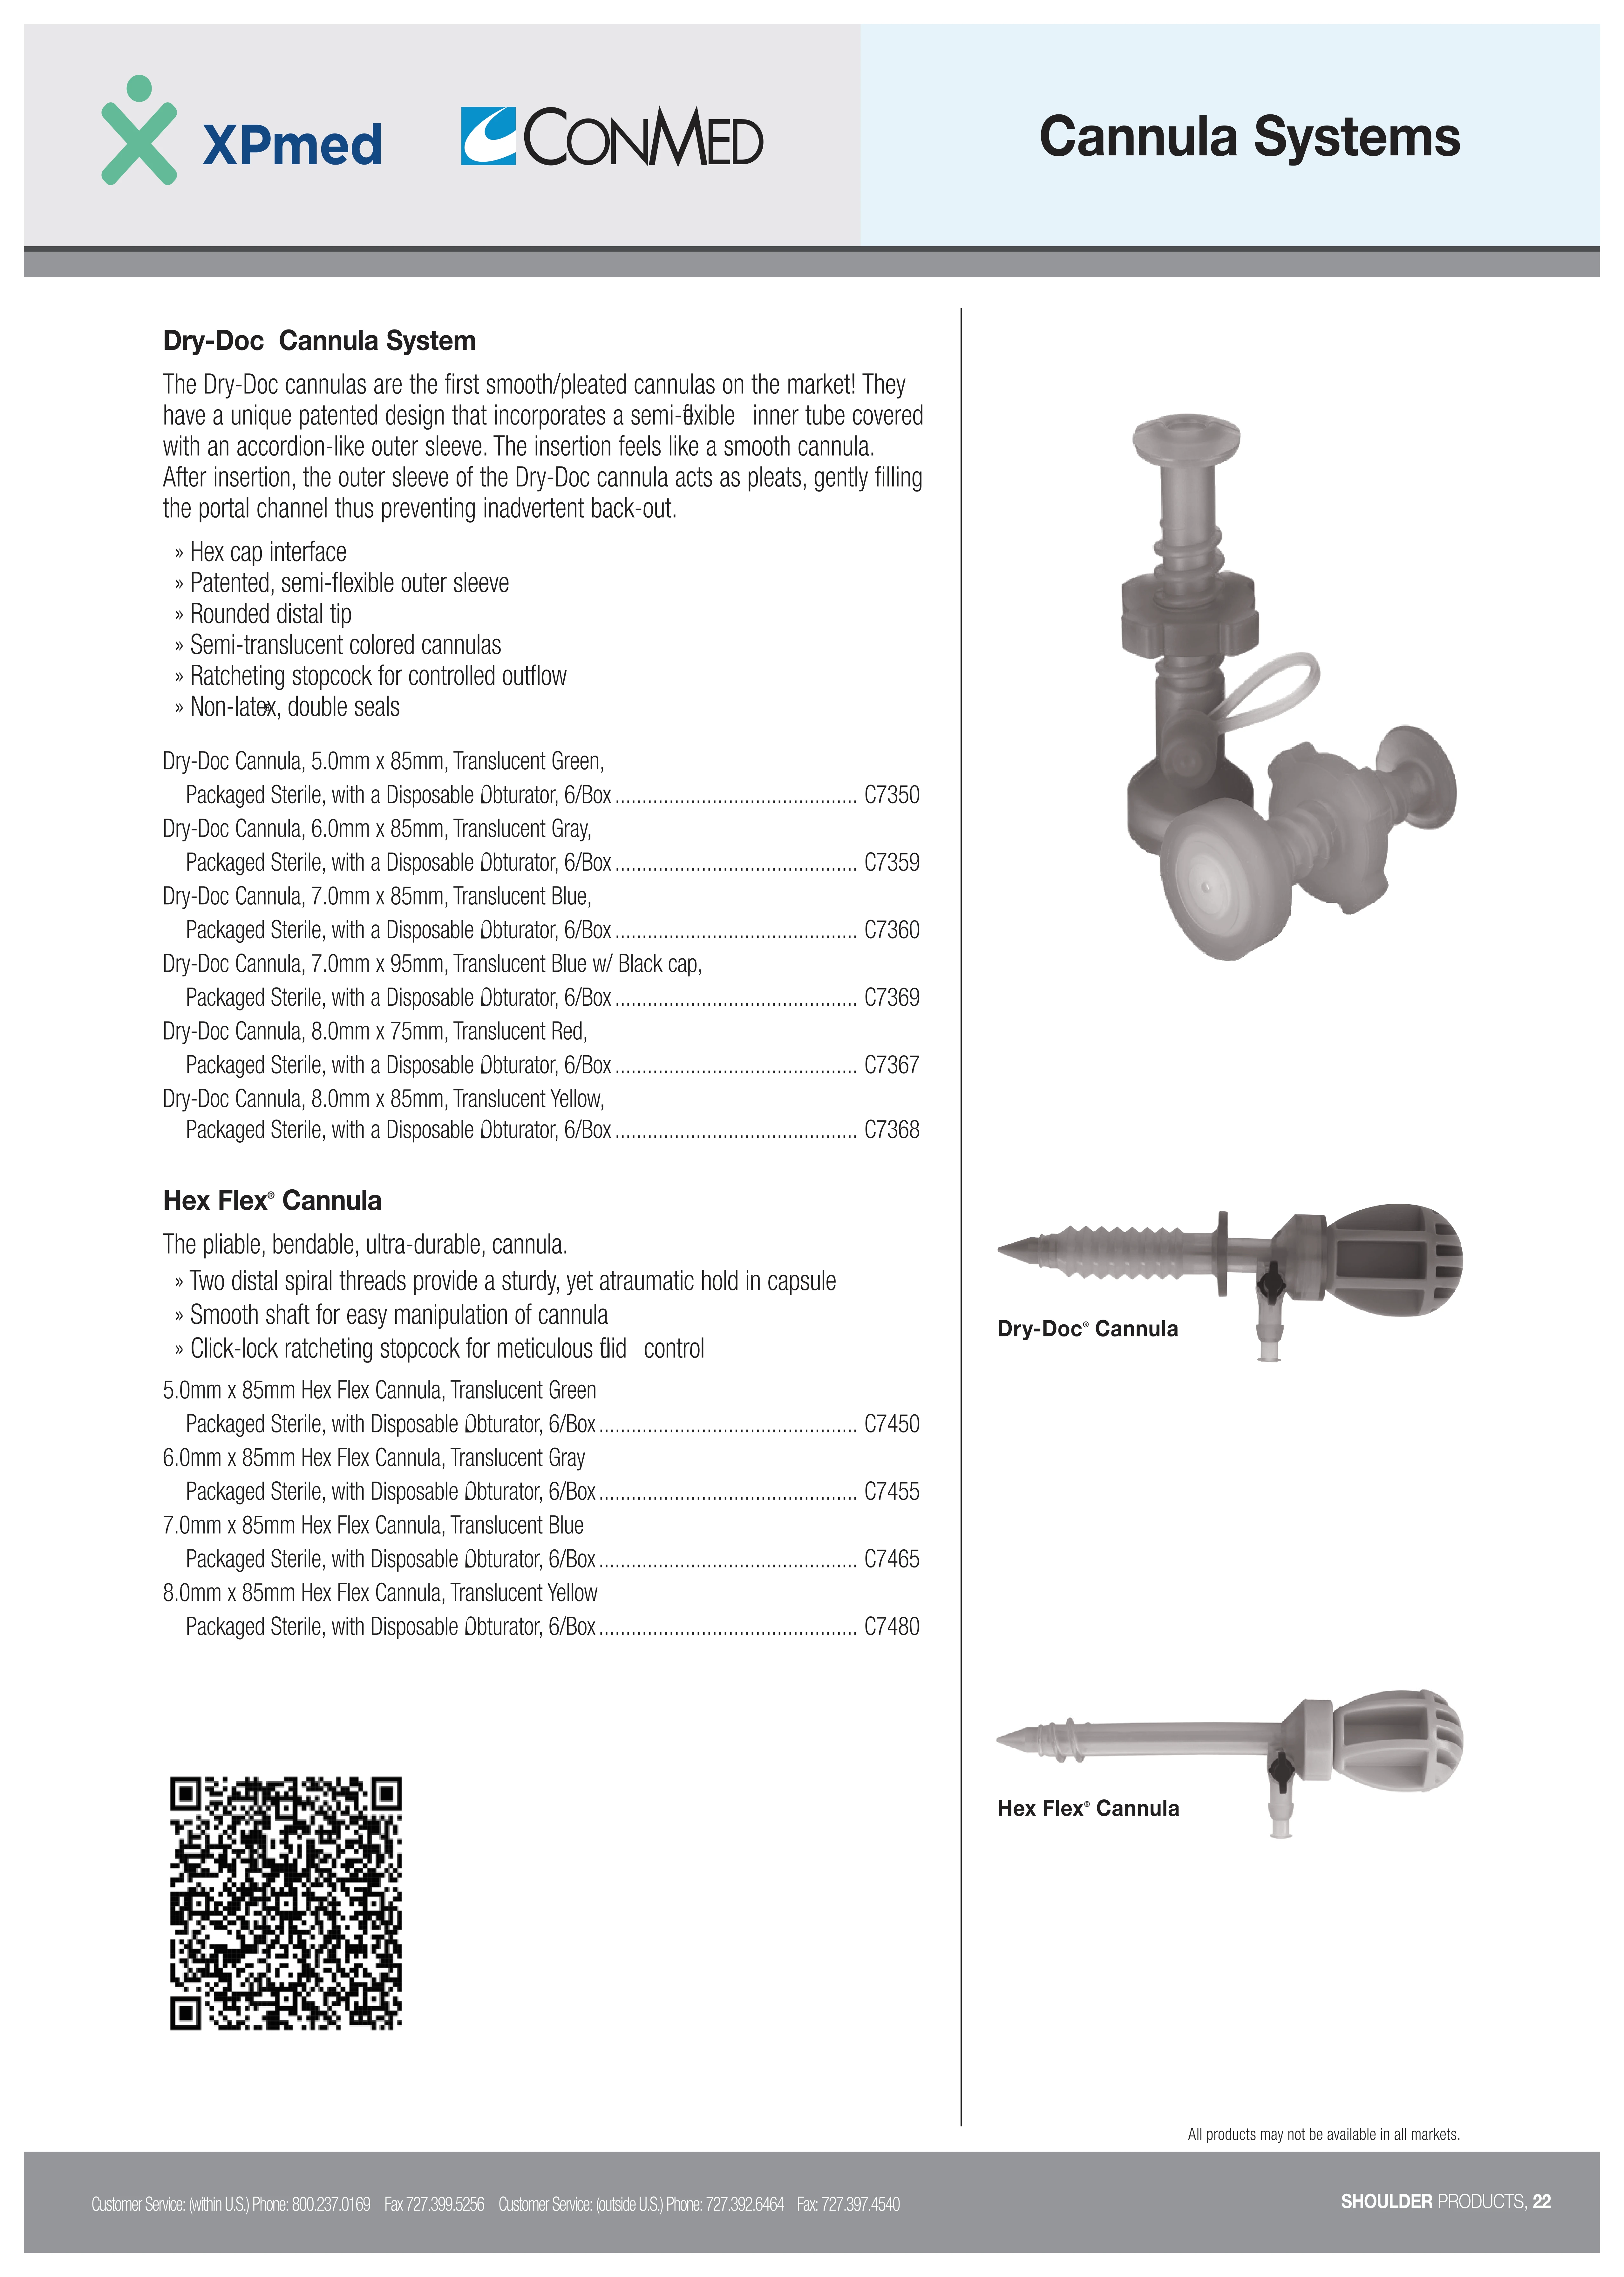 XPmed
CONMED
Cannula Systems
Dry-Doc Cannula System
The Dry-Doc cannulas are the first smooth/pleated cannulas on the market! They
have a unique patented design that incorporates a semi-flexible inner tube covered
with an accordion-like outer sleeve. The insertion feels like a smooth cannula.
After insertion, the outer sleeve of the Dry-Doc cannula acts as pleats, gently filling
the portal channel thus preventing inadvertent back-out.
» Hex cap interface
» Patented, semi-flexible outer sleeve
» Rounded distal tip
» Semi-translucent colored cannulas
» Ratcheting stopcock for controlled outflow
» Non-latex, double seals
Dry-Doc Cannula, 5.0mm x 85mm, Translucent Green,
Packaged Sterile, with a Disposable Obturator, 6/Box ............................................. C7350
Dry-Doc Cannula, 6.0mm x 85mm, Translucent Gray,
Packaged Sterile, with a Disposable Obturator, 6/Box ............................................. C7359
Dry-Doc Cannula, 7.0mm x 85mm, Translucent Blue,
Packaged Sterile, with a Disposable Obturator, 6/Box ............................................. C7360
Dry-Doc Cannula, 7.0mm x 95mm, Translucent Blue w/ Black cap,
Packaged Sterile, with a Disposable Obturator, 6/Box ............................................. C7369
Dry-Doc Cannula, 8.0mm x 75mm, Translucent Red,
Packaged Sterile, with a Disposable Obturator, 6/Box ............................................. C7367
Dry-Doc Cannula, 8.0mm x 85mm, Translucent Yellow,
Packaged Sterile, with a Disposable Obturator, 6/Box ............................................. C7368
Hex Flex® Cannula
The pliable, bendable, ultra-durable, cannula.
» Two distal spiral threads provide a sturdy, yet atraumatic hold in capsule
» Smooth shaft for easy manipulation of cannula
» Click-lock ratcheting stopcock for meticulous fluid control
5.0mm x 85mm Hex Flex Cannula, Translucent Green
Packaged Sterile, with Disposable Obturator, 6/Box ................................................ C7450
6.0mm x 85mm Hex Flex Cannula, Translucent Gray
Packaged Sterile, with Disposable Obturator, 6/Box ................................................ C7455
7.0mm x 85mm Hex Flex Cannula, Translucent Blue
Packaged Sterile, with Disposable Obturator, 6/Box ................................................ C7465
8.0mm x 85mm Hex Flex Cannula, Translucent Yellow
Packaged Sterile, with Disposable Obturator, 6/Box ................................................ C7480
Dry-Doc® Cannula
Hex Flex® Cannula
All products may not be available in all markets.
Customer Service: (within U.S.) Phone: 800.237.0169 Fax 727.399.5256 Customer Service: (outside U.S.) Phone: 727.392.6464 Fax: 727.397.4540
SHOULDER PRODUCTS, 22